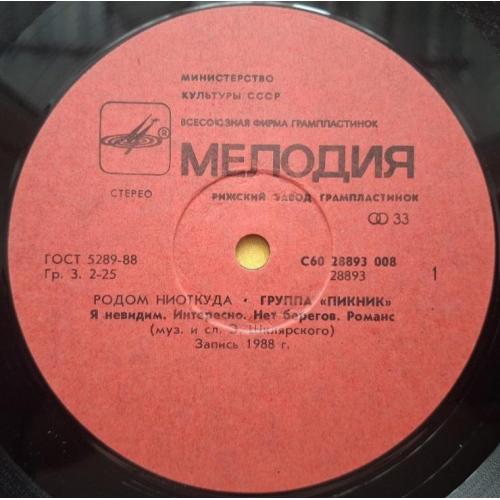 МИНИСТЕРСТВО
КУЛЬТУРЫ СССР
ВСЕСОЮЗНАЯ ФИРМА ГРАМПЛАСТИНОК
®
МЕЛОДИЯ
СТЕРЕО
РИЖСКИЙ ЗАВОД ГРАМПЛАСТИНОК
33
ГОСТ 5289-88
С60 28893 008
Гр. 3. 2-25
28893
1
РОДОМ НИОТКУДА • ГРУППА «ПИКНИК»
Я невидим. Интересно. Нет берегов. Романс
(муз. и сл. Э. Шклярского)
Запись 1988 г.